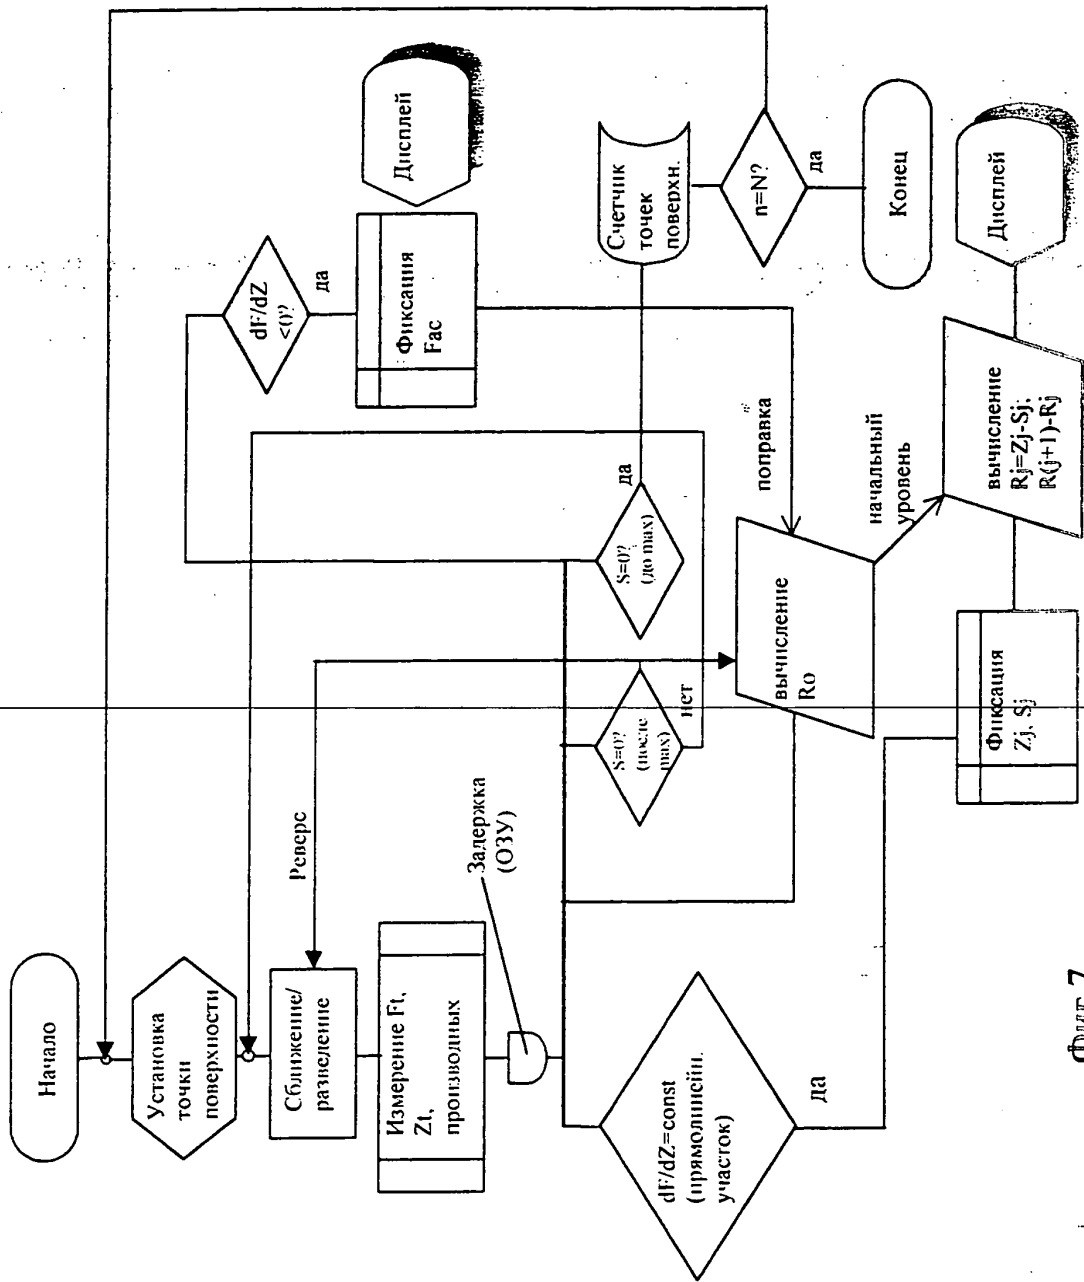 Начало
Установка
точки
поверхности
Сближение/
разведение
Реверс
Измерение Ft,
Zt,
производных
Задержка
(ОЗУ)
dF/dZ=const
(прямолинейн.
участок)
да
S=0?
(после
max)
нет
S=0?
(до max)
да
dF/dZ
<0?
да
Фиксация
Fac
Дисплей
Счетчик
точек
поверхн.
n=N?
да
Конец
поправка
вычисление
Ro
начальный
уровень
Фиксация
Zj, Sj
вычисление
Rj=Zj-Sj;
R(j+1)-Rj
Дисплей
Фиг.7